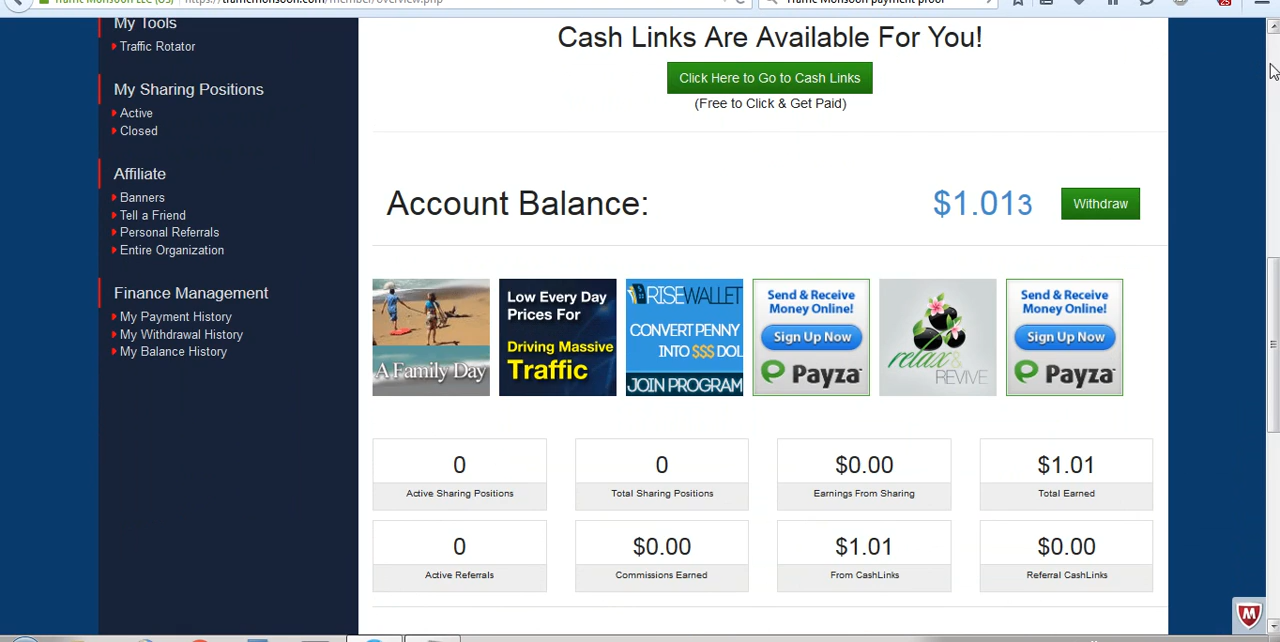 My Tools
Traffic Rotator
My Sharing Positions
Active
Closed
Affiliate
Banners
Tell a Friend
Personal Referrals
Entire Organization
Finance Management
My Payment History
My Withdrawal History
My Balance History
Cash Links Are Available For You!
Click Here to Go to Cash Links
(Free to Click & Get Paid)
Account Balance:
$1.013
Withdraw
A Family Day
Low Every Day
Prices For
Driving Massive
Traffic
RISEWALLET
CONVERT PENNY
INTO $$$ DOL
JOIN PROGRAM
Send & Receive
Money Online!
Sign Up Now
Payza
relax &
REVIVE
Send & Receive
Money Online!
Sign Up Now
Payza
0
Active Sharing Positions
0
Total Sharing Positions
$0.00
Earnings From Sharing
$1.01
Total Earned
0
Active Referrals
$0.00
Commissions Earned
$1.01
From CashLinks
$0.00
Referral CashLinks